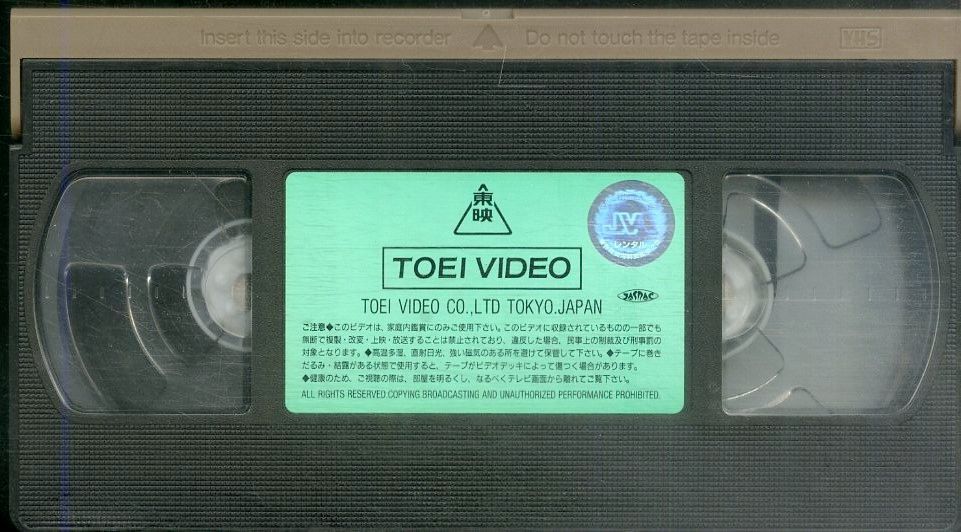 Insert this side into recorder Do not touch the tape inside VHS
東
映
JVA
レンタル
TOEI VIDEO
JASRAC
TOEI VIDEO CO.,LTD TOKYO.JAPAN
ご注意◆このビデオは、家庭内鑑賞にのみご使用下さい。このビデオに収録されているものの一部でも
無断で複製・改変・上映・放送することは禁止されており、違反した場合、民事上の制裁及び刑事罰の
対象となります。◆高温多湿、直射日光、強い磁気のある所を避けて保管して下さい。◆テープに巻き
だるみ・結露がある状態で使用すると、テープがビデオデッキによって傷つく場合があります。
◆健康のため、ご視聴の際は、部屋を明るくし、なるべくテレビ画面から離れてご覧下さい。
ALL RIGHTS RESERVED.COPYING BROADCASTING AND UNAUTHORIZED PERFORMANCE PROHIBITED.